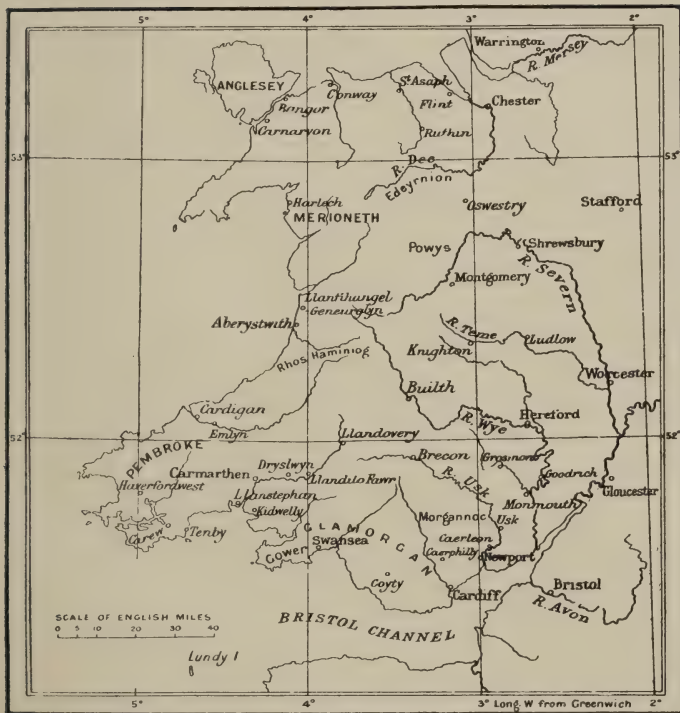 5° 4° 3° 2°
Warrington
R. Mersey
ANGLESEY
Conway
St Asaph
Bangor
Flint
Chester
Carnarvon
Ruthin
53° 53°
R. Dee
Edeyrnion
Harlech
Oswestry
Stafford
MERIONETH
Powys
Shrewsbury
R. Severn
Montgomery
Llanfihangel
Geneurglyn
Aberystwith
R. Teme
Ludlow
Rhos Haminiog
Knighton
Worcester
Builth
Cardigan
Hereford
Emlyn
R. Wye
52° 52°
PEMBROKE
Llandovery
Dryslwyn
Brecon
Grosmont
Carmarthen
Haverfordwest
Llandilo Fawr
R. Usk
Goodrich
Gloucester
Llanstephan
Monmouth
Kidwelly
Morgannoc
Usk
GLAMORGAN
Carew
Tenby
Swansea
Caerleon
Gower
Caerphilly
Newport
Coyty
Cardiff
Bristol
R. Avon
SCALE OF ENGLISH MILES
0 5 10 20 30 40
BRISTOL CHANNEL
Lundy I
5° 4° 3 Long. W from Greenwich 2°